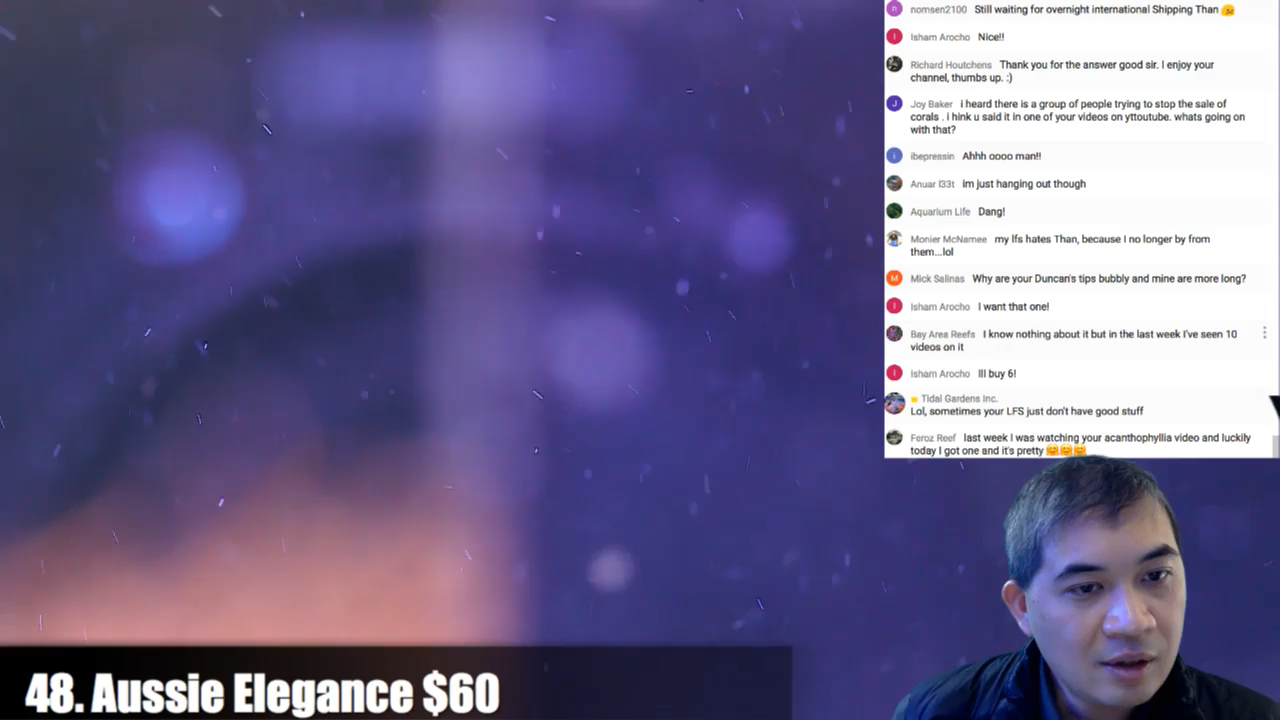 nomsen2100 Still waiting for overnight international Shipping Than
Isham Arocho Nice!!
Richard Houtchens Thank you for the answer good sir. I enjoy your
channel, thumbs up. :)
Joy Baker i heard there is a group of people trying to stop the sale of
corals . i hink u said it in one of your videos on yttoutube. whats going on
with that?
ibepressin Ahhh oooo man!!
Anuar l33t im just hanging out though
Aquarium Life Dang!
Monier McNamee my lfs hates Than, because I no longer by from
them...lol
Mick Salinas Why are your Duncan's tips bubbly and mine are more long?
Isham Arocho I want that one!
Bay Area Reefs I know nothing about it but in the last week I've seen 10
videos on it
Isham Arocho Ill buy 6!
Tidal Gardens Inc.
Lol, sometimes your LFS just don't have good stuff
Feroz Reef last week I was watching your acanthophyllia video and luckily
today I got one and it's pretty 🤗🤗🤗
48. Aussie Elegance $60